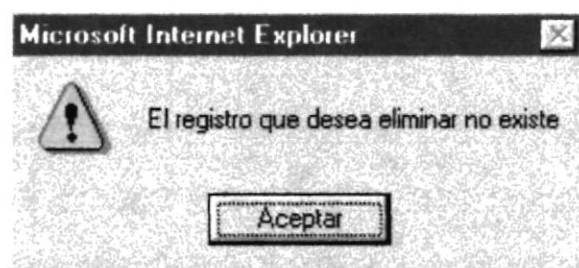 Microsoft Internet Explorer
El registro que desea eliminar no existe
Aceptar